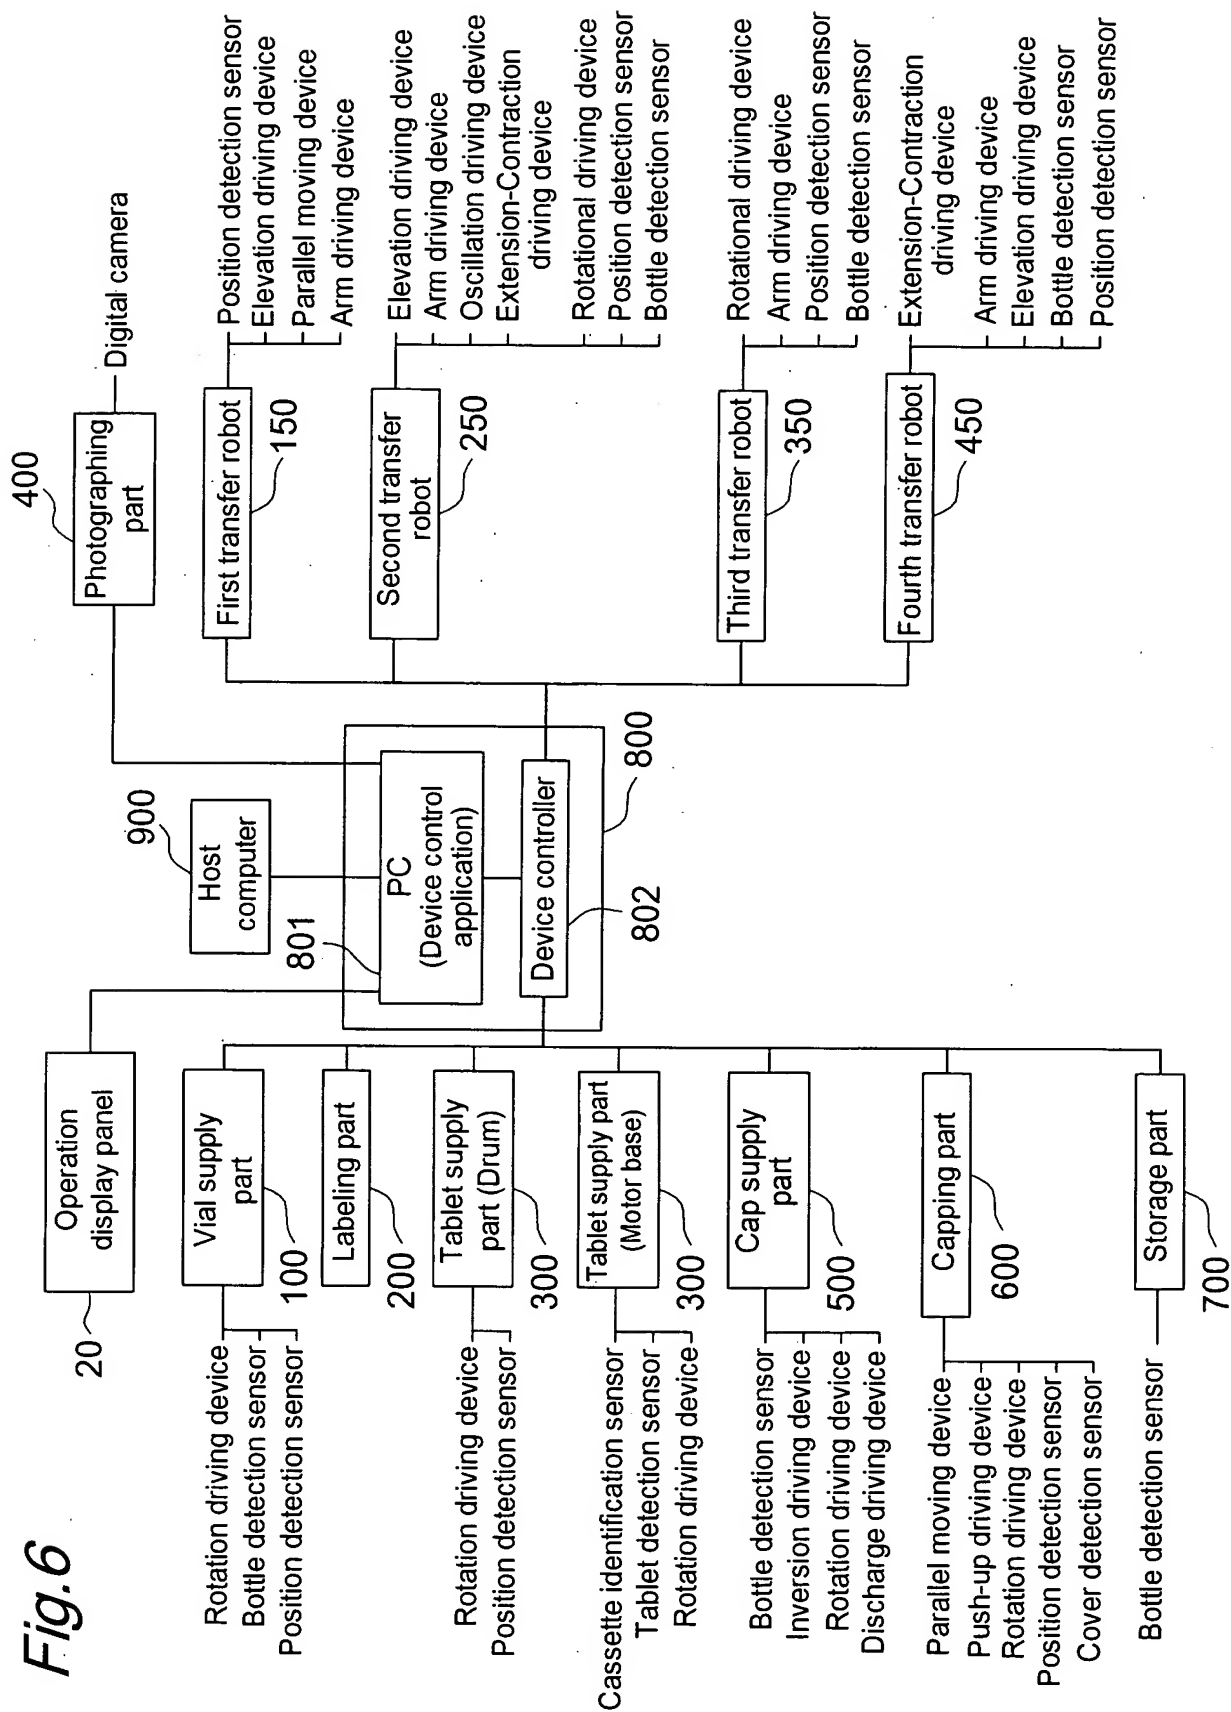 Fig.6
20
Operation
display panel
900
Host
computer
400
Photographing
part
Digital camera
801
PC
(Device control
application)
Device controller
802
800
Rotation driving device
Bottle detection sensor
Position detection sensor
Vial supply
part
100
Labeling part
200
Rotation driving device
Position detection sensor
Tablet supply
part (Drum)
300
Cassette identification sensor
Tablet detection sensor
Rotation driving device
Tablet supply part
(Motor base)
300
Bottle detection sensor
Inversion driving device
Rotation driving device
Discharge driving device
Cap supply
part
500
Parallel moving device
Push-up driving device
Rotation driving device
Position detection sensor
Cover detection sensor
Capping part
600
Bottle detection sensor
Storage part
700
First transfer robot
150
Position detection sensor
Elevation driving device
Parallel moving device
Arm driving device
Second transfer
robot
250
Elevation driving device
Arm driving device
Oscillation driving device
Extension-Contraction
driving device
Rotational driving device
Position detection sensor
Bottle detection sensor
Third transfer robot
350
Rotational driving device
Arm driving device
Position detection sensor
Bottle detection sensor
Fourth transfer robot
450
Extension-Contraction
driving device
Arm driving device
Elevation driving device
Bottle detection sensor
Position detection sensor